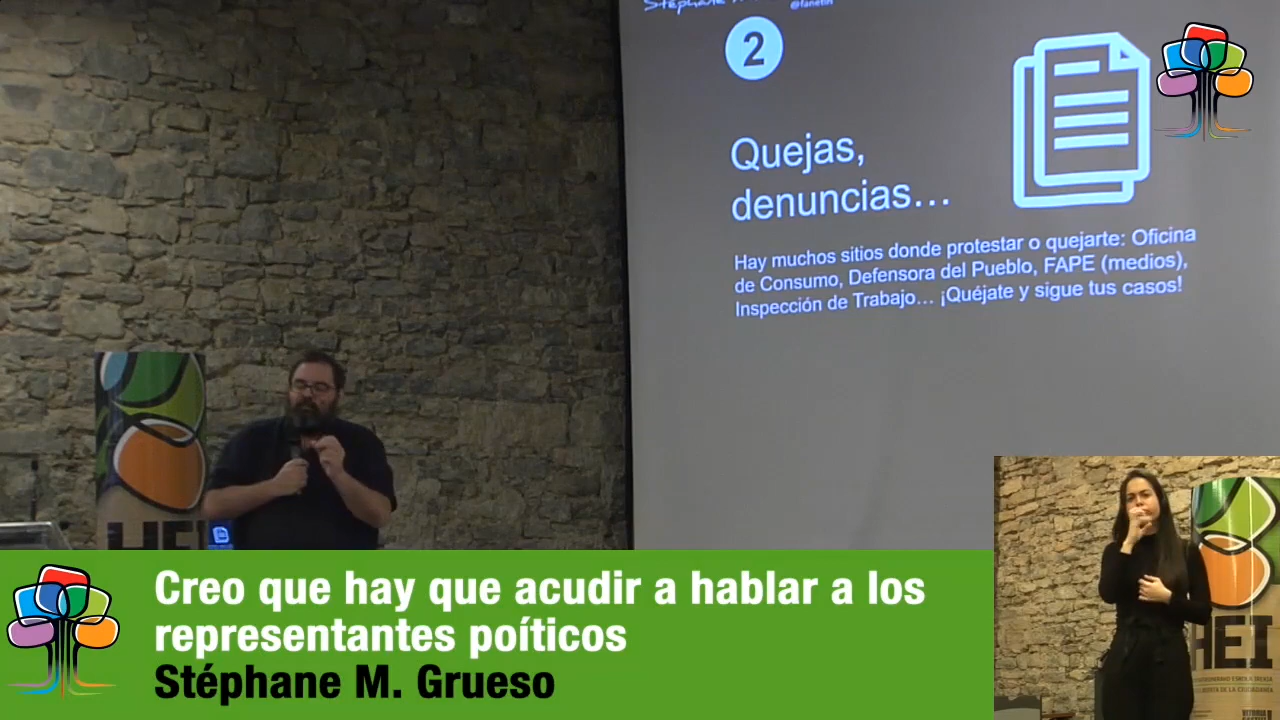 @fanetin
2
Quejas,
denuncias...
Hay muchos sitios donde protestar o quejarte: Oficina
de Consumo, Defensora del Pueblo, FAPE (medios),
Inspección de Trabajo... ¡Quéjate y sigue tus casos!
HEI
Creo que hay que acudir a hablar a los
representantes poíticos
Stéphane M. Grueso
HEI